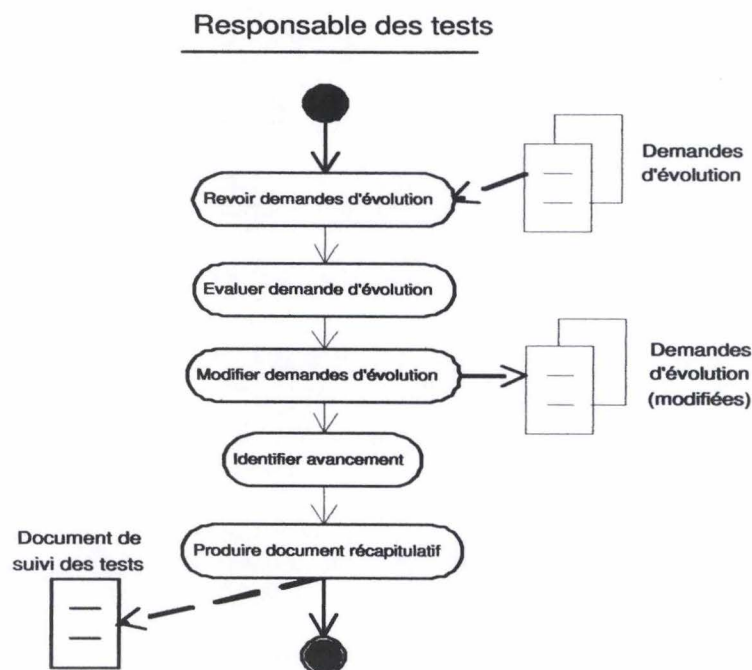 Responsable des tests
Demandes
d'évolution
Revoir demandes d'évolution
Evaluer demande d'évolution
Modifier demandes d'évolution
Demandes
d'évolution
(modifiées)
Identifier avancement
Produire document récapitulatif
Document de
suivi des tests